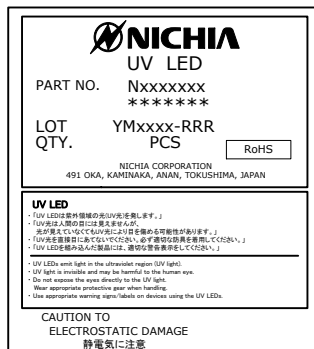 NICHIA
UV LED
PART NO. Nxxxxxxx
*******
LOT YMxxxx-RRR
QTY. PCS
RoHS
NICHIA CORPORATION
491 OKA, KAMINAKA, ANAN, TOKUSHIMA, JAPAN
UV LED
・「UV LEDは紫外領域の光(UV光)を発します。」
・「UV光は人間の目には見えませんが、
光が見えていなくてもUV光により目を傷める可能性があります。」
・「UV光を直接目にあてないでください。必ず適切な防具を着用してください。」
・「UV LEDを組み込んだ製品には、適切な警告表示をしてください。」
・ UV LEDs emit light in the ultraviolet region (UV light).
・ UV light is invisible and may be harmful to the human eye.
・ Do not expose the eyes directly to the UV light.
Wear appropriate protective gear when handling.
・ Use appropriate warning signs/labels on devices using the UV LEDs.
CAUTION TO
ELECTROSTATIC DAMAGE
静電気に注意